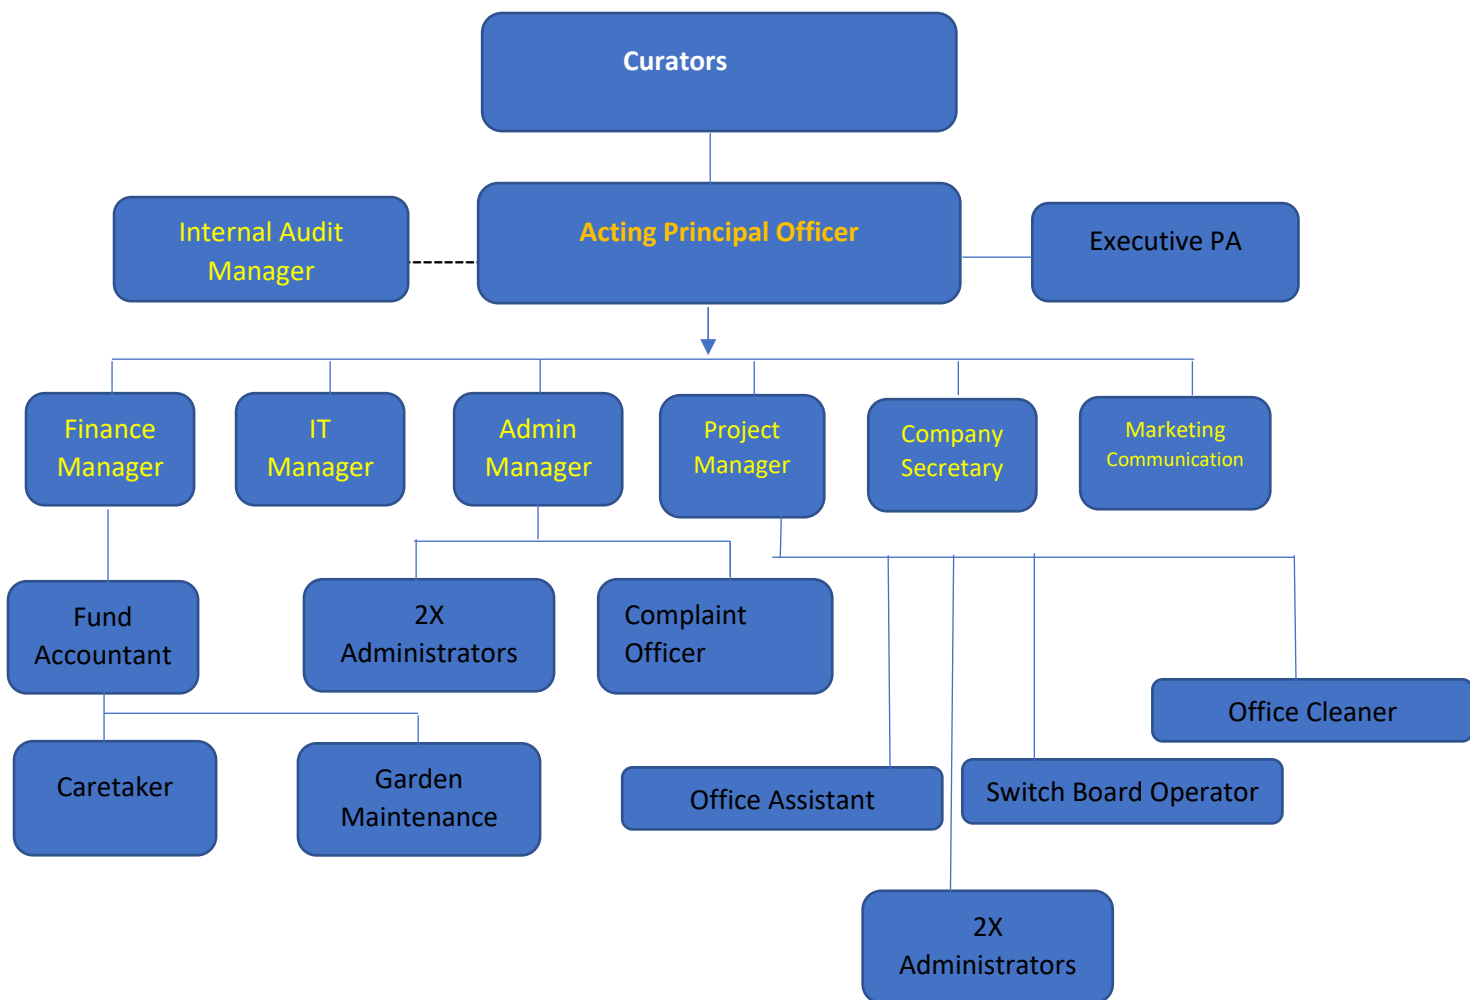 Curators
Internal Audit
Manager
Acting Principal Officer
Executive PA
Finance
Manager
IT
Manager
Admin
Manager
Project
Manager
Company
Secretary
Marketing
Communication
Fund
Accountant
2X
Administrators
Complaint
Officer
Office Cleaner
Caretaker
Garden
Maintenance
Office Assistant
Switch Board Operator
2X
Administrators